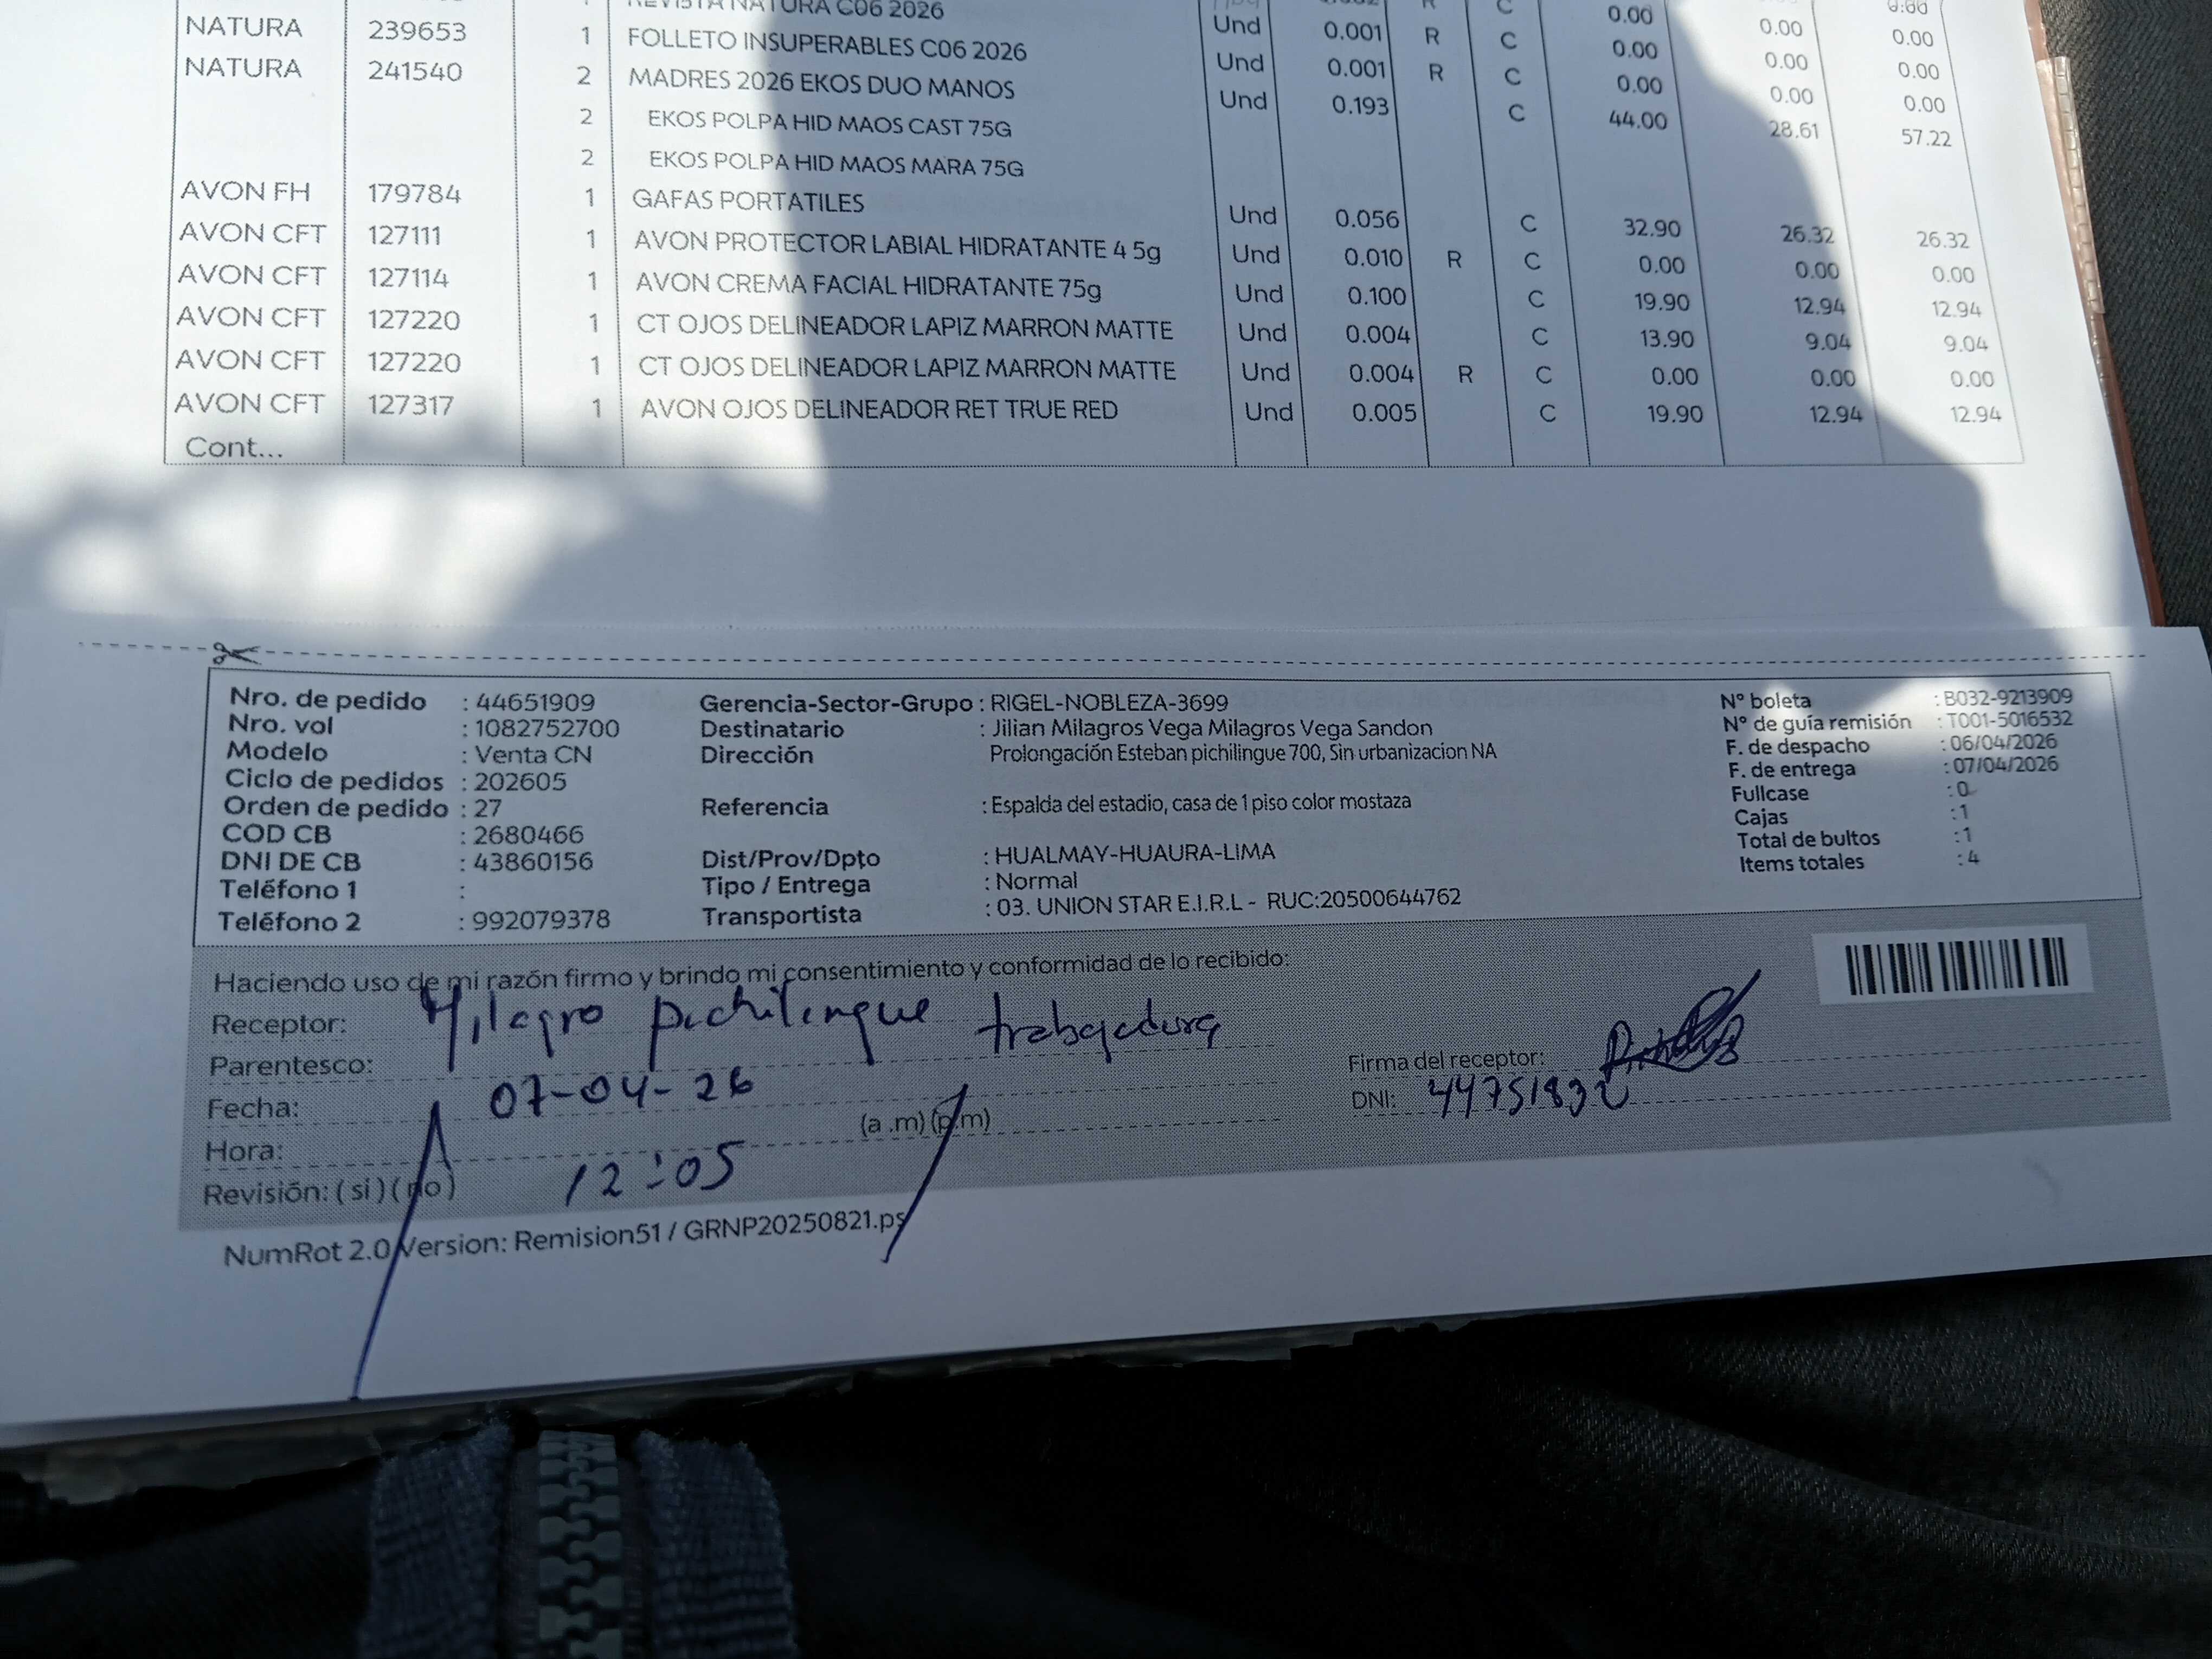 REVISTA NATURA C06 2026 R C 0.00 0.00 0.00
NATURA 239653 1 FOLLETO INSUPERABLES C06 2026 Und 0.001 R C 0.00 0.00 0.00
NATURA 241540 2 MADRES 2026 EKOS DUO MANOS Und 0.193 C 44.00 28.61 57.22
2 EKOS POLPA HID MAOS CAST 75G
2 EKOS POLPA HID MAOS MARA 75G
AVON FH 179784 1 GAFAS PORTATILES Und 0.056 C 32.90 26.32 26.32
AVON CFT 127111 1 AVON PROTECTOR LABIAL HIDRATANTE 4 5g Und 0.010 R C 0.00 0.00 0.00
AVON CFT 127114 1 AVON CREMA FACIAL HIDRATANTE 75g Und 0.100 C 19.90 12.94 12.94
AVON CFT 127220 1 CT OJOS DELINEADOR LAPIZ MARRON MATTE Und 0.004 C 13.90 9.04 9.04
AVON CFT 127220 1 CT OJOS DELINEADOR LAPIZ MARRON MATTE Und 0.004 R C 0.00 0.00 0.00
AVON CFT 127317 1 AVON OJOS DELINEADOR RET TRUE RED Und 0.005 C 19.90 12.94 12.94
Cont...
Nro. de pedido : 44651909 Gerencia-Sector-Grupo : RIGEL-NOBLEZA-3699 N° boleta : B032-9213909
Nro. vol : 1082752700 Destinatario : Jilian Milagros Vega Milagros Vega Sandon N° de guía remisión : T001-5016532
Modelo : Venta CN Dirección Prolongación Esteban pichilingue 700, Sin urbanizacion NA F. de despacho : 06/04/2026
Ciclo de pedidos : 202605 F. de entrega : 07/04/2026
Orden de pedido : 27 Referencia : Espalda del estadio, casa de 1 piso color mostaza Fullcase : 0
COD CB : 2680466 Cajas : 1
DNI DE CB : 43860156 Dist/Prov/Dpto : HUALMAY-HUAURA-LIMA Total de bultos : 1
Teléfono 1 : Tipo / Entrega : Normal Items totales : 4
Teléfono 2 : 992079378 Transportista : 03. UNION STAR E.I.R.L - RUC:20500644762
Haciendo uso de mi razón firmo y brindo mi consentimiento y conformidad de lo recibido:
Receptor: Milagro pichilingue trabajadora
Parentesco: Firma del receptor:
Fecha: 07-04-26 DNI: 44751832
Hora: 12:05 (a .m) (p.m)
Revisión: ( si ) ( no )
NumRot 2.0 Version: Remision51 / GRNP20250821.ps